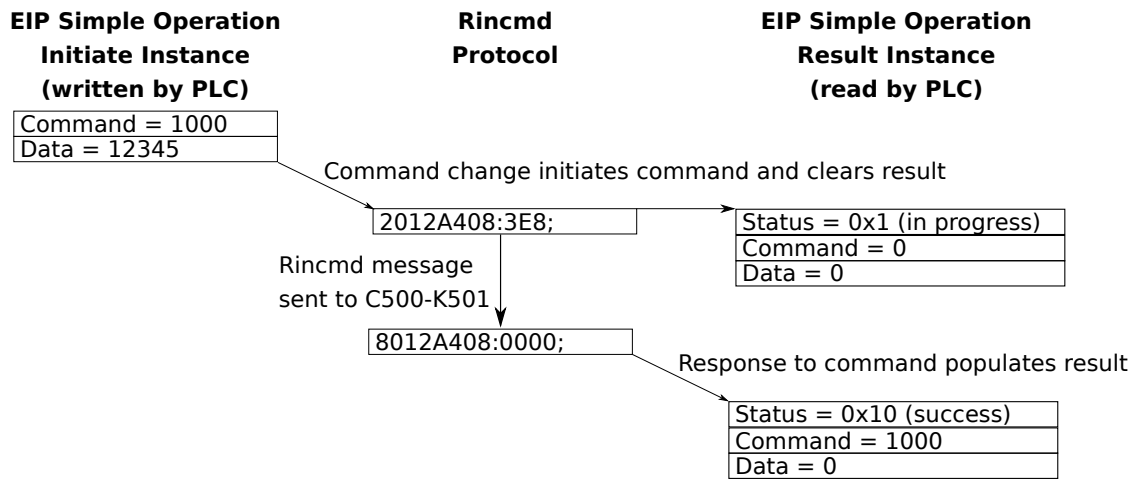 EIP Simple Operation
Initiate Instance
(written by PLC)
Rincmd
Protocol
EIP Simple Operation
Result Instance
(read by PLC)
Command = 1000
Data = 12345
Command change initiates command and clears result
2012A408:3E8;
Status = 0x1 (in progress)
Command = 0
Data = 0
Rincmd message
sent to C500-K501
8012A408:0000;
Response to command populates result
Status = 0x10 (success)
Command = 1000
Data = 0